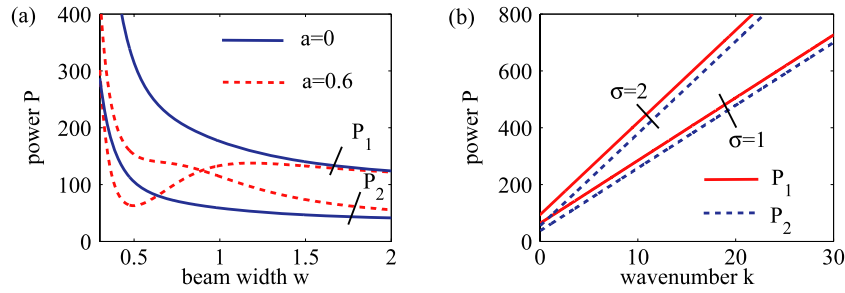 (a)
400
300
200
100
0
power P
0.5
1
1.5
2
beam width w
a=0
a=0.6
P1
P2
(b)
800
600
400
200
0
power P
0
10
20
30
wavenumber k
σ=2
σ=1
P1
P2